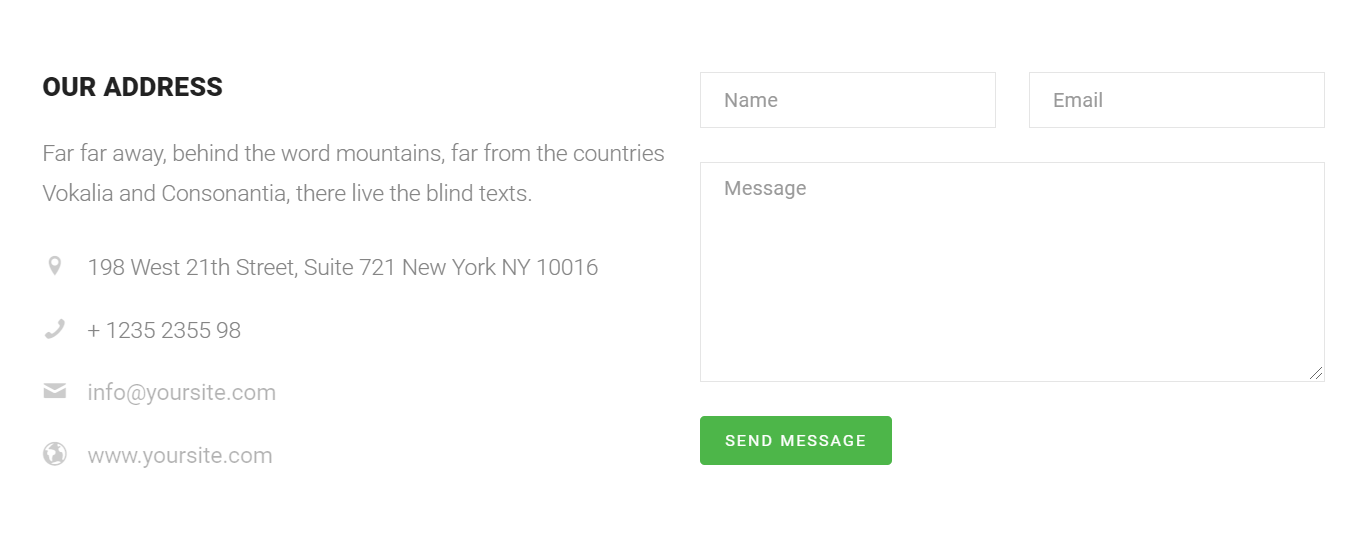 OUR ADDRESS
Far far away, behind the word mountains, far from the countries
Vokalia and Consonantia, there live the blind texts.
198 West 21th Street, Suite 721 New York NY 10016
+ 1235 2355 98
info@yoursite.com
www.yoursite.com
Name
Email
Message
SEND MESSAGE